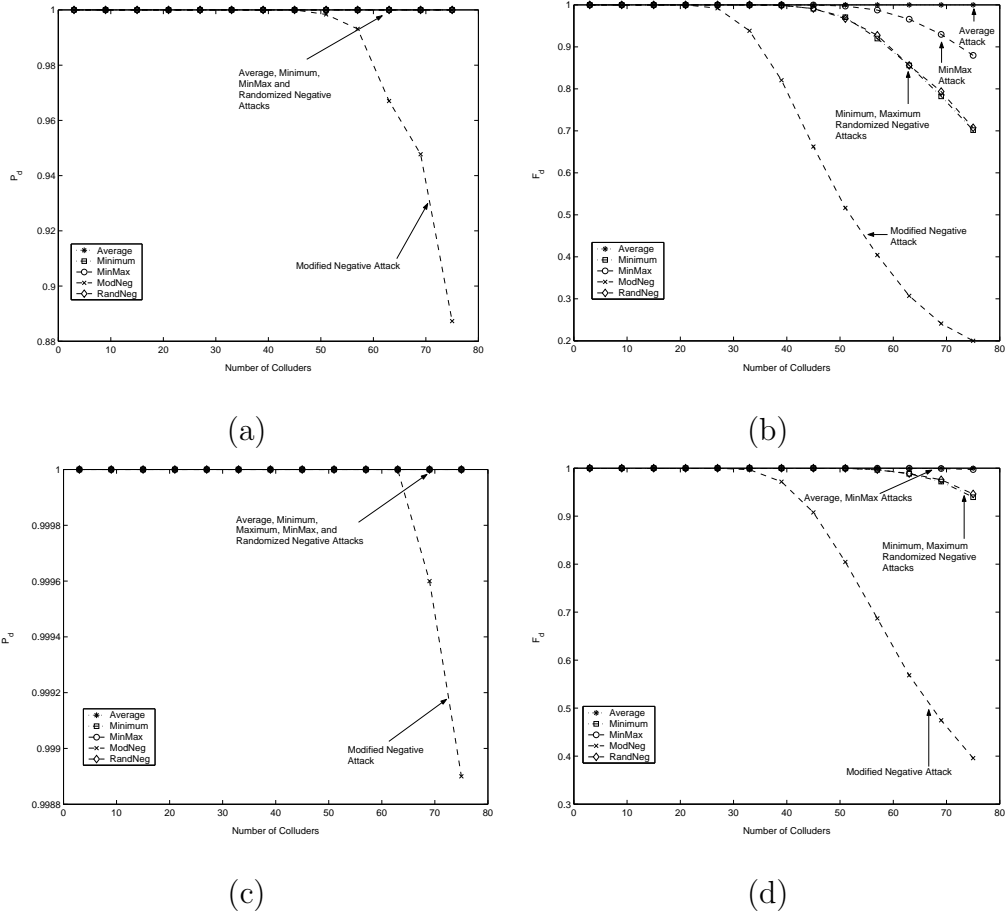 1
0.98
0.96
0.94
0.92
0.9
0.88
P_d
Average, Minimum,
MinMax and
Randomized Negative
Attacks
Modified Negative Attack
Average
Minimum
MinMax
ModNeg
RandNeg
0 10 20 30 40 50 60 70 80
Number of Colluders
(a)
1
0.9
0.8
0.7
0.6
0.5
0.4
0.3
0.2
F_d
Average
Attack
MinMax
Attack
Minimum, Maximum
Randomized Negative
Attacks
Modified Negative
Attack
Average
Minimum
MinMax
ModNeg
RandNeg
0 10 20 30 40 50 60 70 80
Number of Colluders
(b)
1
0.9998
0.9996
0.9994
0.9992
0.999
0.9988
P_d
Average, Minimum,
Maximum, MinMax, and
Randomized Negative Attacks
Modified Negative
Attack
Average
Minimum
MinMax
ModNeg
RandNeg
0 10 20 30 40 50 60 70 80
Number of Colluders
(c)
1
0.9
0.8
0.7
0.6
0.5
0.4
0.3
F_d
Average, MinMax Attacks
Minimum, Maximum
Randomized Negative
Attacks
Modified Negative Attack
Average
Minimum
MinMax
ModNeg
RandNeg
0 10 20 30 40 50 60 70 80
Number of Colluders
(d)